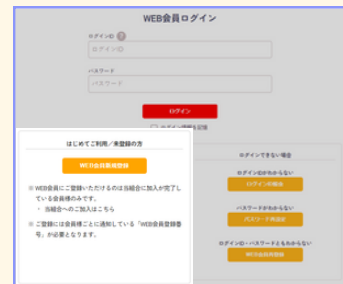 WEB会員ログイン
ログインID ?
ログインID
パスワード
パスワード
ログイン
ログイン情報を記憶
はじめてご利用／未登録の方
WEB会員新規登録
※ WEB会員にご登録いただけるのは当組合に加入が完了し
ている会員様のみです。
・ 当組合へのご加入はこちら
※ ご登録には会員様ごとに通知している「WEB会員登録番
号」が必要となります。
ログインできない場合
ログインIDがわからない
ログインID照会
パスワードがわからない
パスワード再設定
ログインID・パスワードともわからない
WEB会員再登録